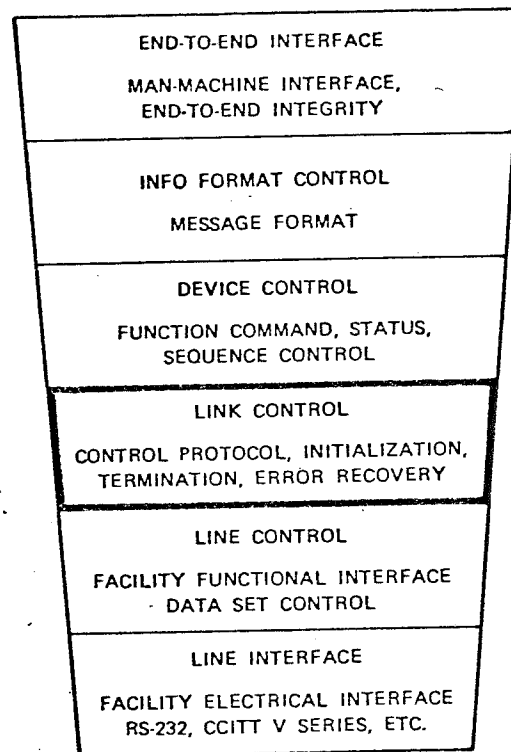 END-TO-END INTERFACE
MAN-MACHINE INTERFACE,
END-TO-END INTEGRITY
INFO FORMAT CONTROL
MESSAGE FORMAT
DEVICE CONTROL
FUNCTION COMMAND, STATUS,
SEQUENCE CONTROL
LINK CONTROL
CONTROL PROTOCOL, INITIALIZATION,
TERMINATION, ERROR RECOVERY
LINE CONTROL
FACILITY FUNCTIONAL INTERFACE
DATA SET CONTROL
LINE INTERFACE
FACILITY ELECTRICAL INTERFACE
RS-232, CCITT V SERIES, ETC.